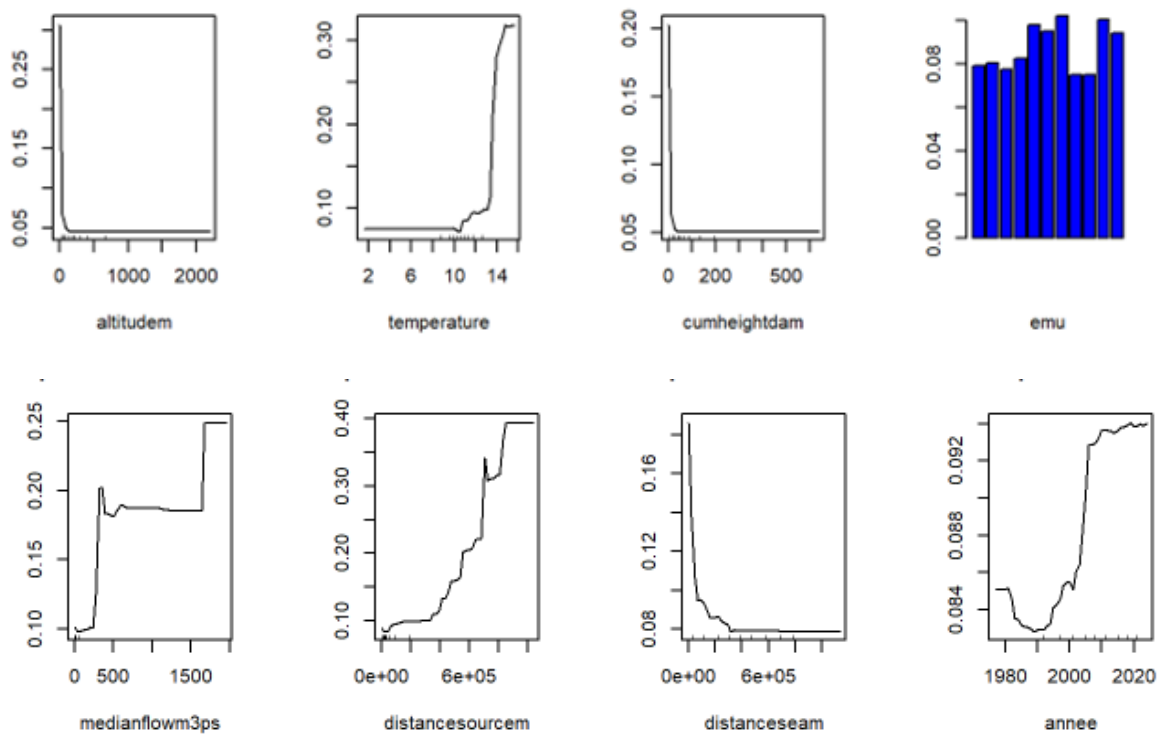 0.05 0.15 0.25
0 1000 2000
altitudem
0.10 0.20 0.30
2 6 10 14
temperature
0.05 0.10 0.15 0.20
0 200 600
cumheightdam
0.00 0.04 0.08
emu
0.10 0.15 0.20 0.25
0 500 1500
medianflowm3ps
0.10 0.20 0.30 0.40
0e+00 6e+05
distancesourcem
0.08 0.12 0.16
0e+00 6e+05
distanceseam
0.084 0.088 0.092
1980 2000 2020
annee